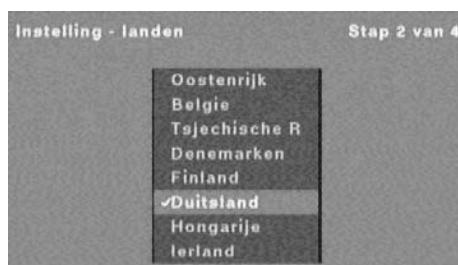 Instelling - landen
Stap 2 van 4
Oostenrijk
Belgie
Tsjechische R
Denemarken
Finland
✓Duitsland
Hongarije
Ierland